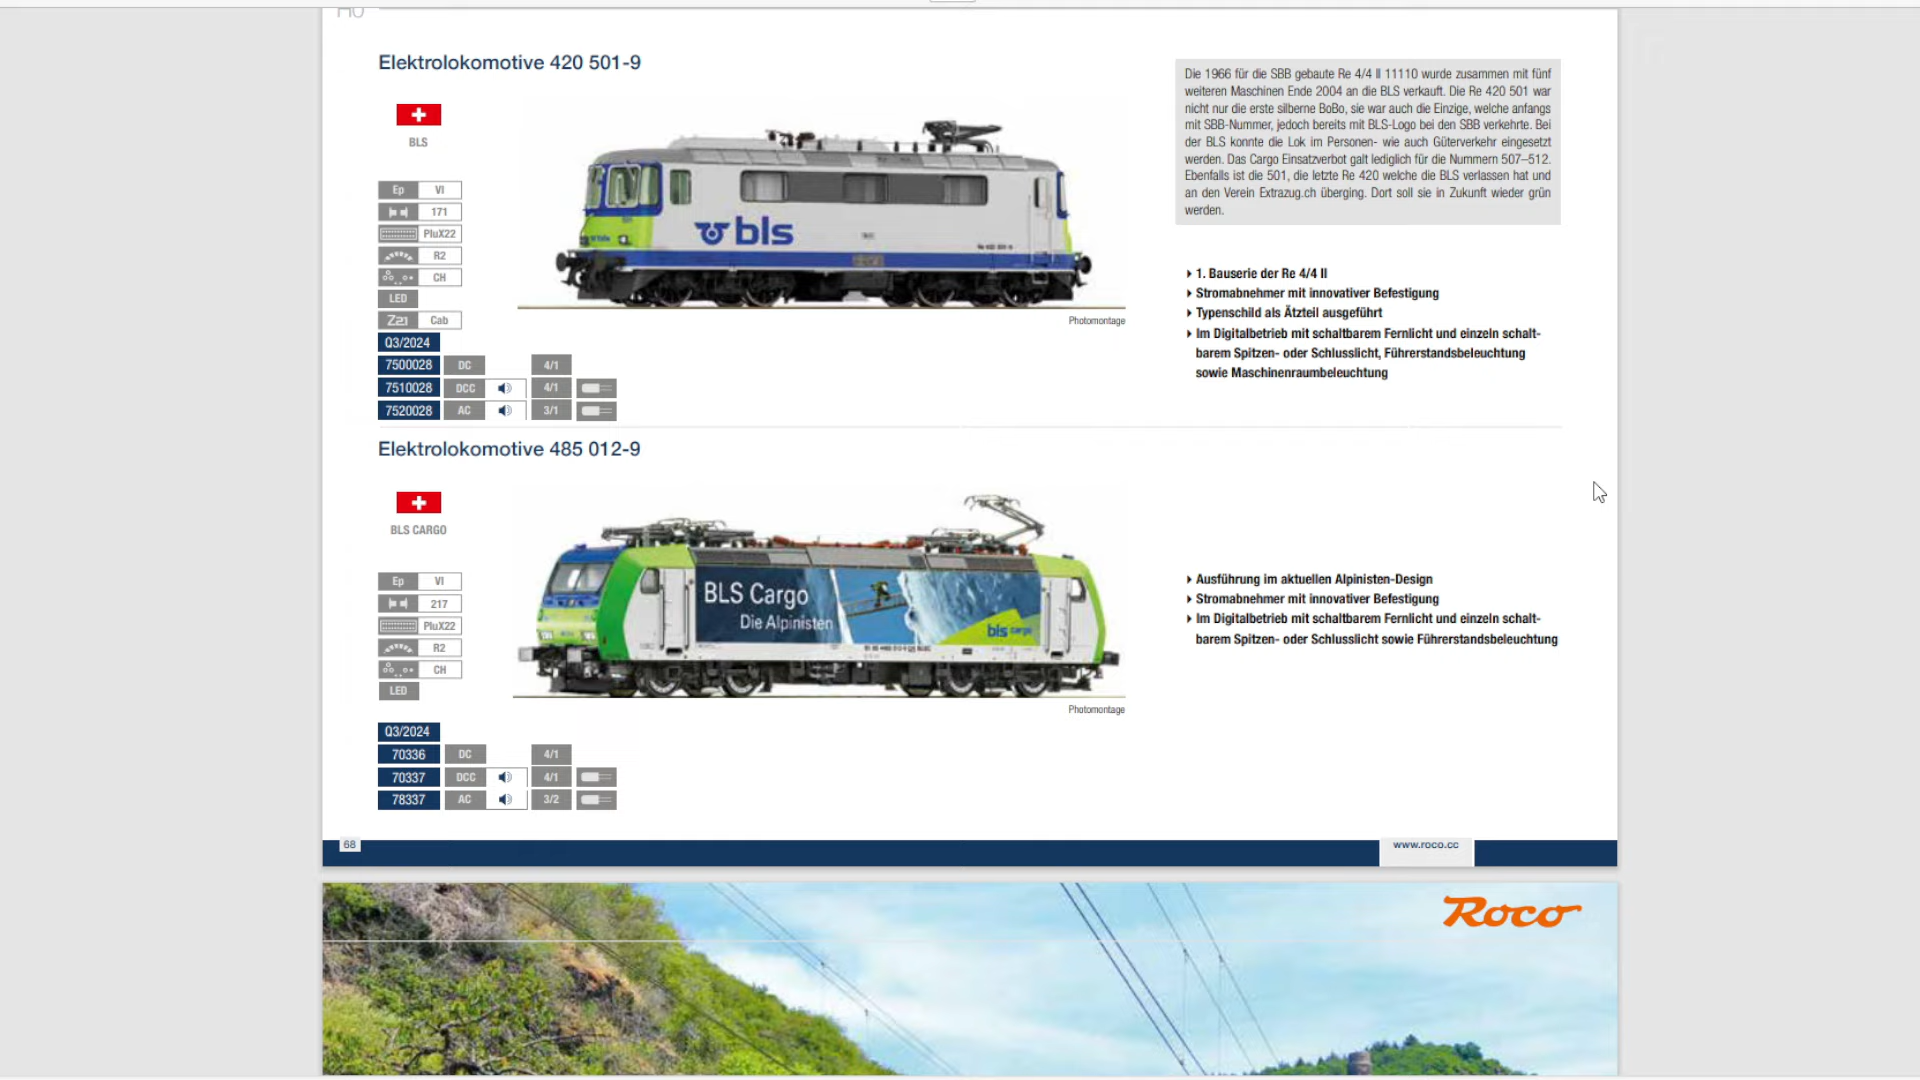 H0
Elektrolokomotive 420 501-9
BLS
Ep VI
171
PluX22
R2
CH
LED
Z21 Cab
Q3/2024
7500028 DC 4/1
7510028 DCC 4/1
7520028 AC 3/1
bls
Photomontage
Die 1966 für die SBB gebaute Re 4/4 II 11110 wurde zusammen mit fünf
weiteren Maschinen Ende 2004 an die BLS verkauft. Die Re 420 501 war
nicht nur die erste silberne BoBo, sie war auch die Einzige, welche anfangs
mit SBB-Nummer, jedoch bereits mit BLS-Logo bei den SBB verkehrte. Bei
der BLS konnte die Lok im Personen- wie auch Güterverkehr eingesetzt
werden. Das Cargo Einsatzverbot galt lediglich für die Nummern 507–512.
Ebenfalls ist die 501, die letzte Re 420 welche die BLS verlassen hat und
an den Verein Extrazug.ch überging. Dort soll sie in Zukunft wieder grün
werden.
1. Bauserie der Re 4/4 II
Stromabnehmer mit innovativer Befestigung
Typenschild als Ätzteil ausgeführt
Im Digitalbetrieb mit schaltbarem Fernlicht und einzeln schalt-
barem Spitzen- oder Schlusslicht, Führerstandsbeleuchtung
sowie Maschinenraumbeleuchtung
Elektrolokomotive 485 012-9
BLS CARGO
Ep VI
217
PluX22
R2
CH
LED
Q3/2024
70336 DC 4/1
70337 DCC 4/1
78337 AC 3/2
BLS Cargo
Die Alpinisten
bls cargo
Photomontage
Ausführung im aktuellen Alpinisten-Design
Stromabnehmer mit innovativer Befestigung
Im Digitalbetrieb mit schaltbarem Fernlicht und einzeln schalt-
barem Spitzen- oder Schlusslicht sowie Führerstandsbeleuchtung
68
www.roco.cc
Roco